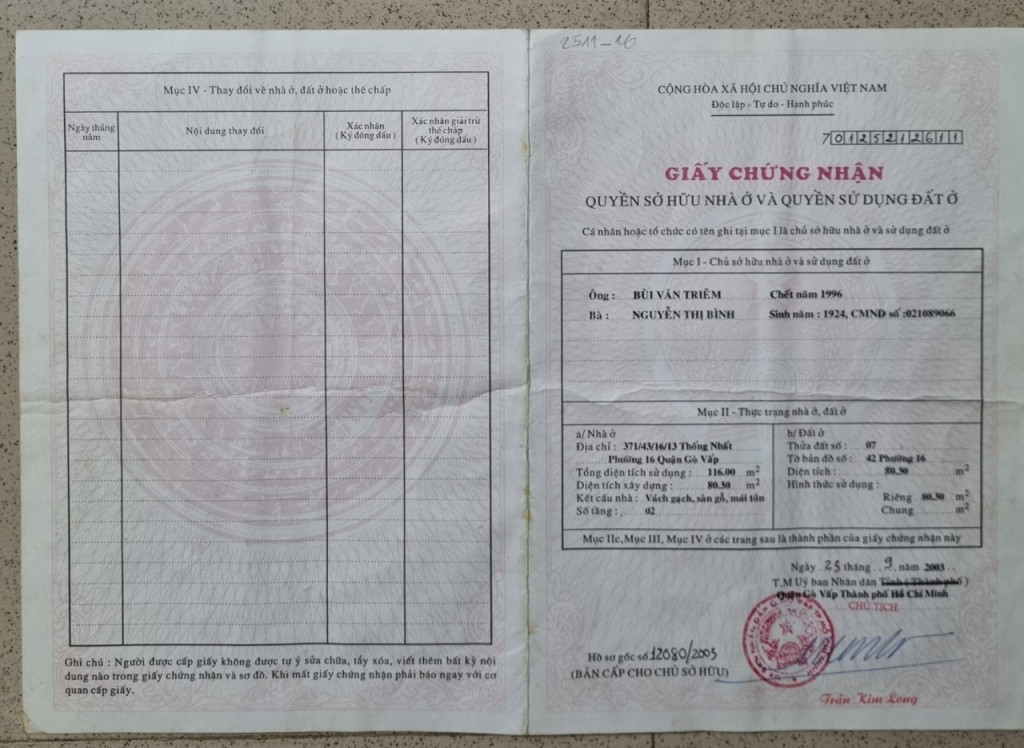 Mục IV - Thay đổi về nhà ở, đất ở hoặc thế chấp
Ngày tháng năm
Nội dung thay đổi
Xác nhận ( Ký đóng dấu )
Xác nhận giải trừ thế chấp ( Ký đóng dấu )
Ghi chú : Người được cấp giấy không được tự ý sửa chữa, tẩy xóa, viết thêm bất kỳ nội
dung nào trong giấy chứng nhận và sơ đồ. Khi mất giấy chứng nhận phải báo ngay với cơ
quan cấp giấy.
2511-16
CỘNG HÒA XÃ HỘI CHỦ NGHĨA VIỆT NAM
Độc lập - Tự do - Hạnh phúc
70125212611
GIẤY CHỨNG NHẬN
QUYỀN SỞ HỮU NHÀ Ở VÀ QUYỀN SỬ DỤNG ĐẤT Ở
Cá nhân hoặc tổ chức có tên ghi tại mục I là chủ sở hữu nhà ở và sử dụng đất ở
Mục I - Chủ sở hữu nhà ở và sử dụng đất ở
Ông : BÙI VĂN TRIÊM Chết năm 1996
Bà : NGUYỄN THỊ BÌNH Sinh năm : 1924, CMND số :021089066
Mục II - Thực trạng nhà ở, đất ở
a/ Nhà ở
Địa chỉ : 371/43/16/13 Thống Nhất
Phường 16 Quận Gò Vấp
Tổng diện tích sử dụng : 116.00 m2
Diện tích xây dựng : 80.30 m2
Kết cấu nhà : Vách gạch, sàn gỗ, mái tôn
Số tầng : 02
b/ Đất ở
Thửa đất số : 07
Tờ bản đồ số : 42 Phường 16
Diện tích : 80.30 m2
Hình thức sử dụng :
Riêng 80.30 m2
Chung m2
Mục IIc,Mục III, Mục IV ở các trang sau là thành phần của giấy chứng nhận này
Ngày 25 tháng 9 năm 2003
T.M Uỷ ban Nhân dân Tỉnh ( Thành phố )
Quận Gò Vấp Thành phố Hồ Chí Minh
CHỦ TỊCH
Hồ sơ gốc số 12080/2003
(BẢN CẤP CHO CHỦ SỞ HỮU)
Trần Kim Long